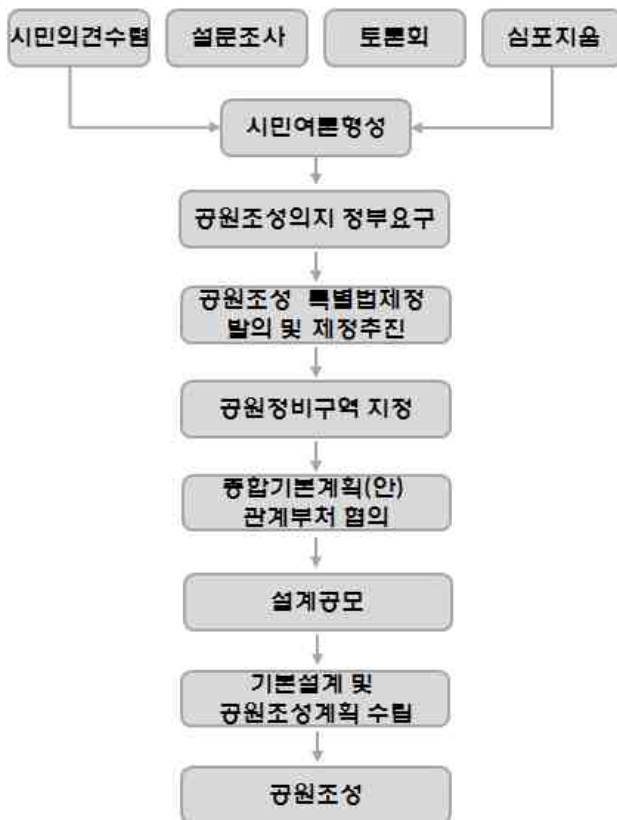 시민의견수렴
설문조사
토론회
심포지움
시민여론형성
공원조성의지 정부요구
공원조성 특별법제정
발의 및 제정추진
공원정비구역 지정
종합기본계획(안)
관계부처 협의
설계공모
기본설계 및
공원조성계획 수립
공원조성